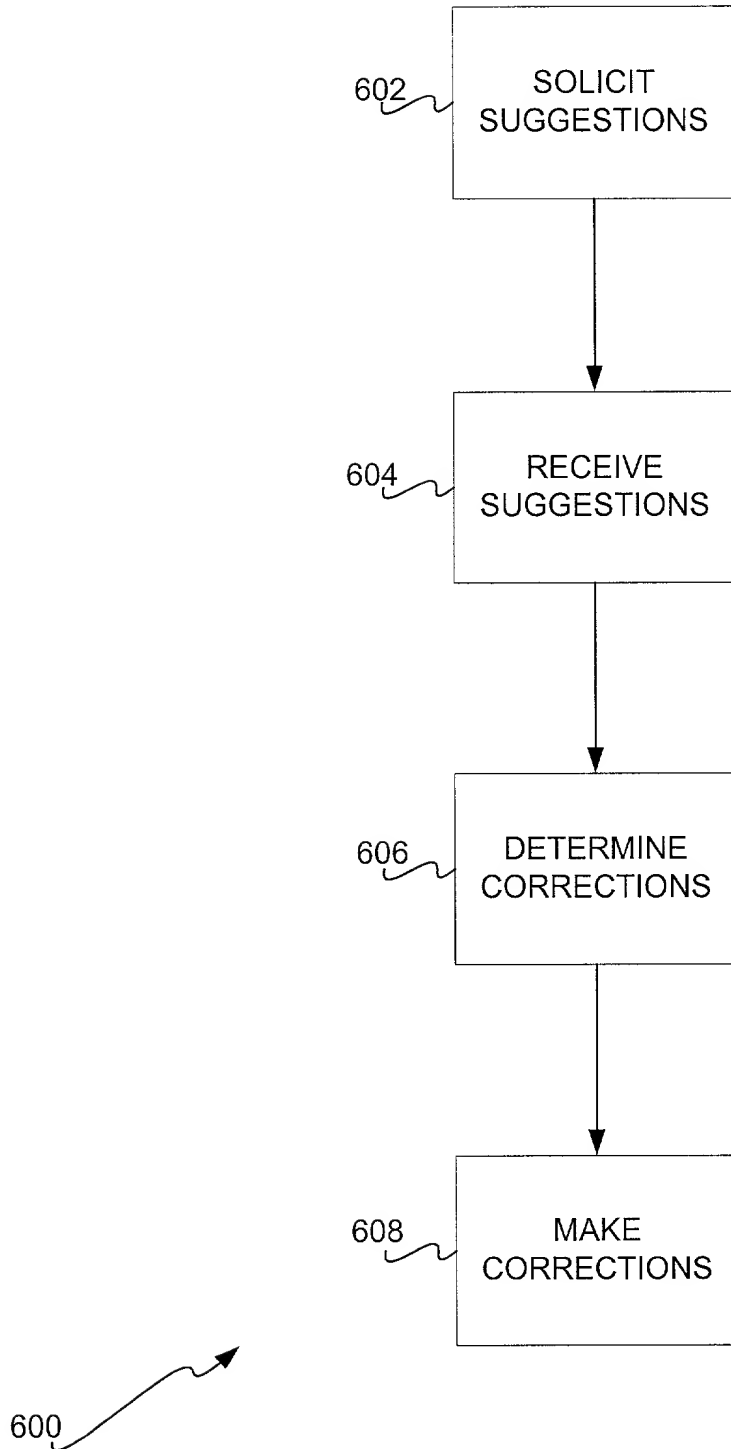 602
SOLICIT
SUGGESTIONS
604
RECEIVE
SUGGESTIONS
606
DETERMINE
CORRECTIONS
608
MAKE
CORRECTIONS
600